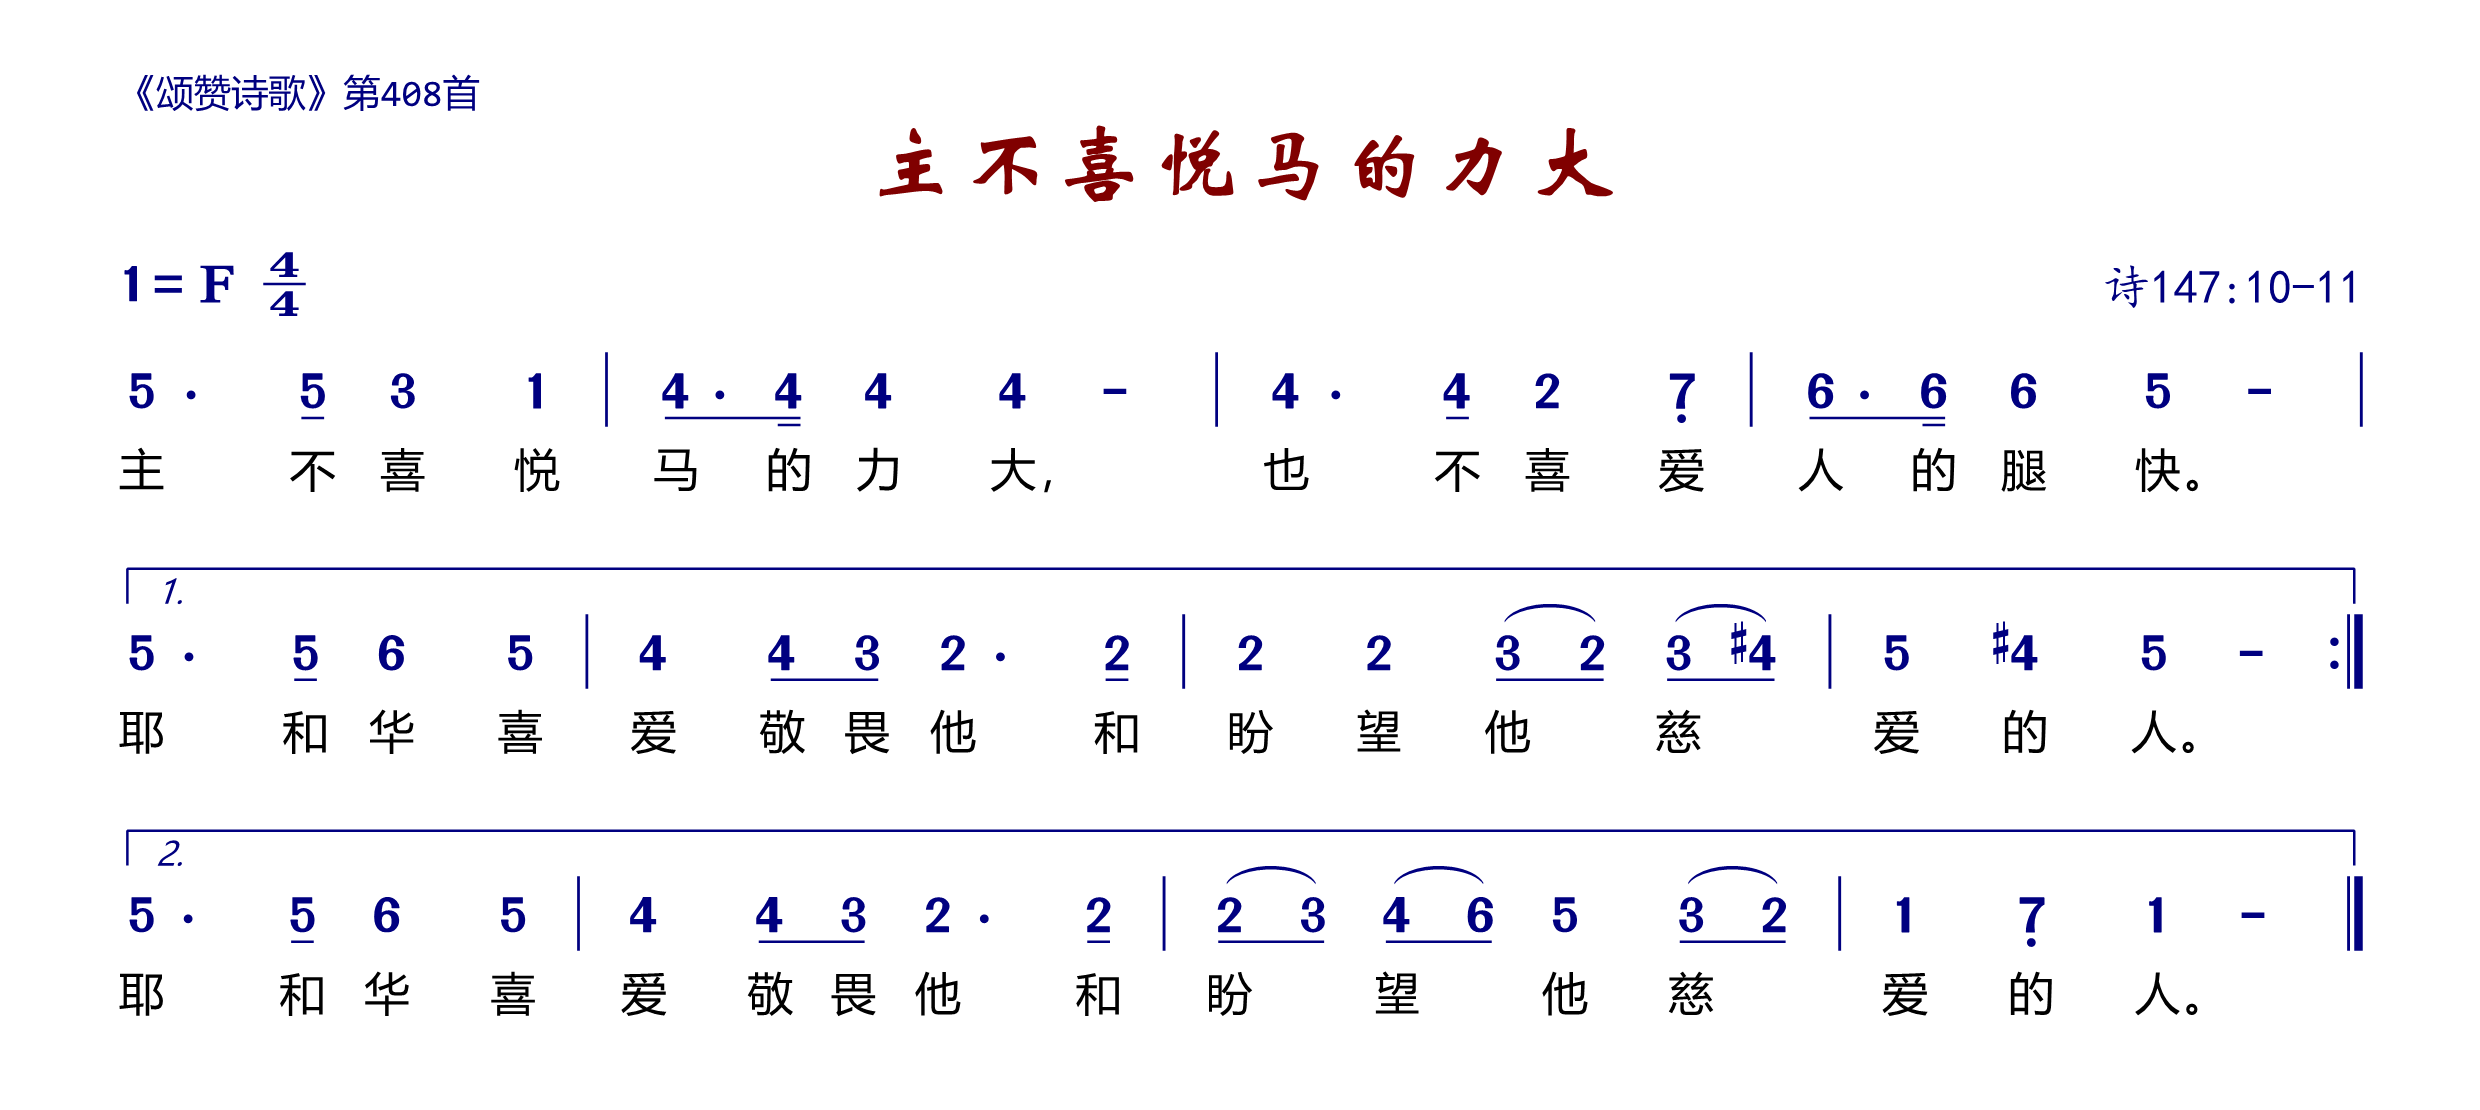 《颂赞诗歌》第408首
主不喜悦马的力大
1=F 4/4
诗147:10-11
5 · 5 3 1 | 4 · 4 4 4 - | 4 · 4 2 7 | 6 · 6 6 5 - |
主 不 喜 悦 马 的 力 大, 也 不 喜 爱 人 的 腿 快。
1.
5 · 5 6 5 | 4 4 3 2 · 2 | 2 2 3 2 3 #4 | 5 #4 5 - :|
耶 和 华 喜 爱 敬 畏 他 和 盼 望 他 慈 爱 的 人。
2.
5 · 5 6 5 | 4 4 3 2 · 2 | 2 3 4 6 5 3 2 | 1 7 1 - |
耶 和 华 喜 爱 敬 畏 他 和 盼 望 他 慈 爱 的 人。